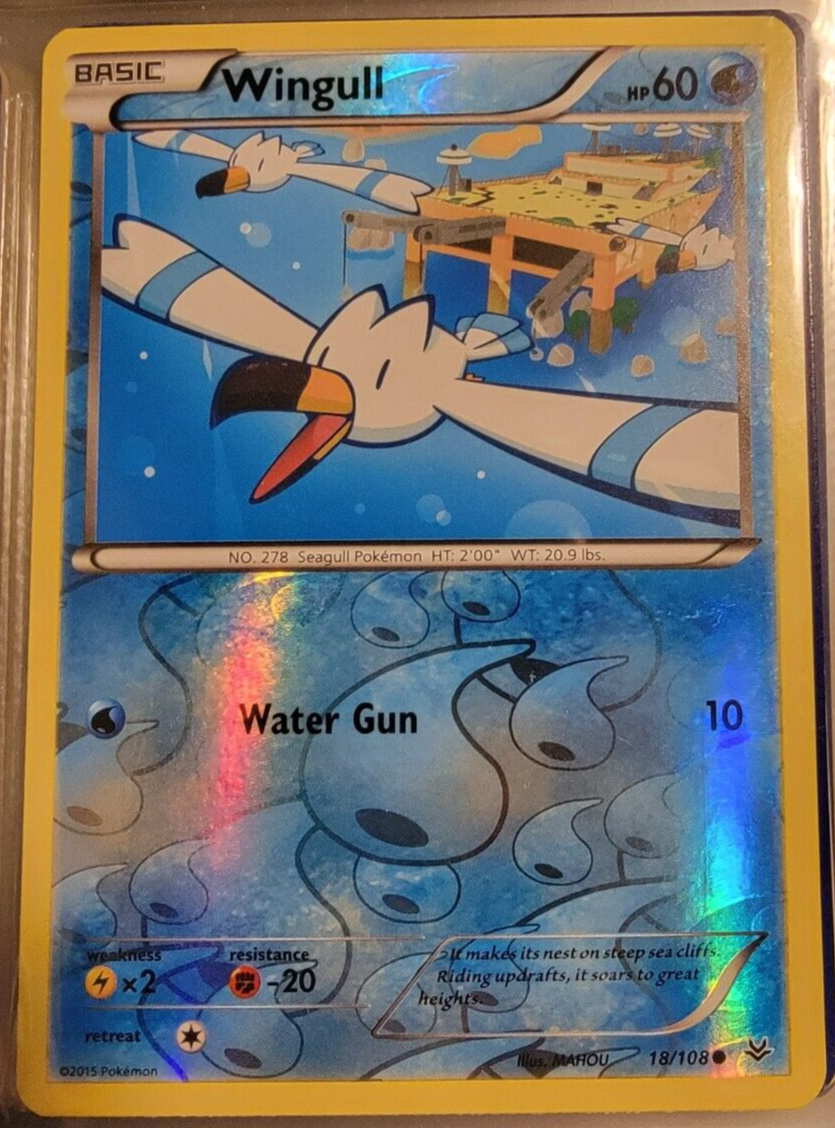 BASIC Wingull HP60
NO. 278 Seagull Pokémon HT: 2'00" WT: 20.9 lbs.
Water Gun 10
weakness resistance
×2 -20
It makes its nest on steep sea cliffs.
Riding updrafts, it soars to great
heights.
retreat
Illus. MAHOU 18/108
©2015 Pokémon